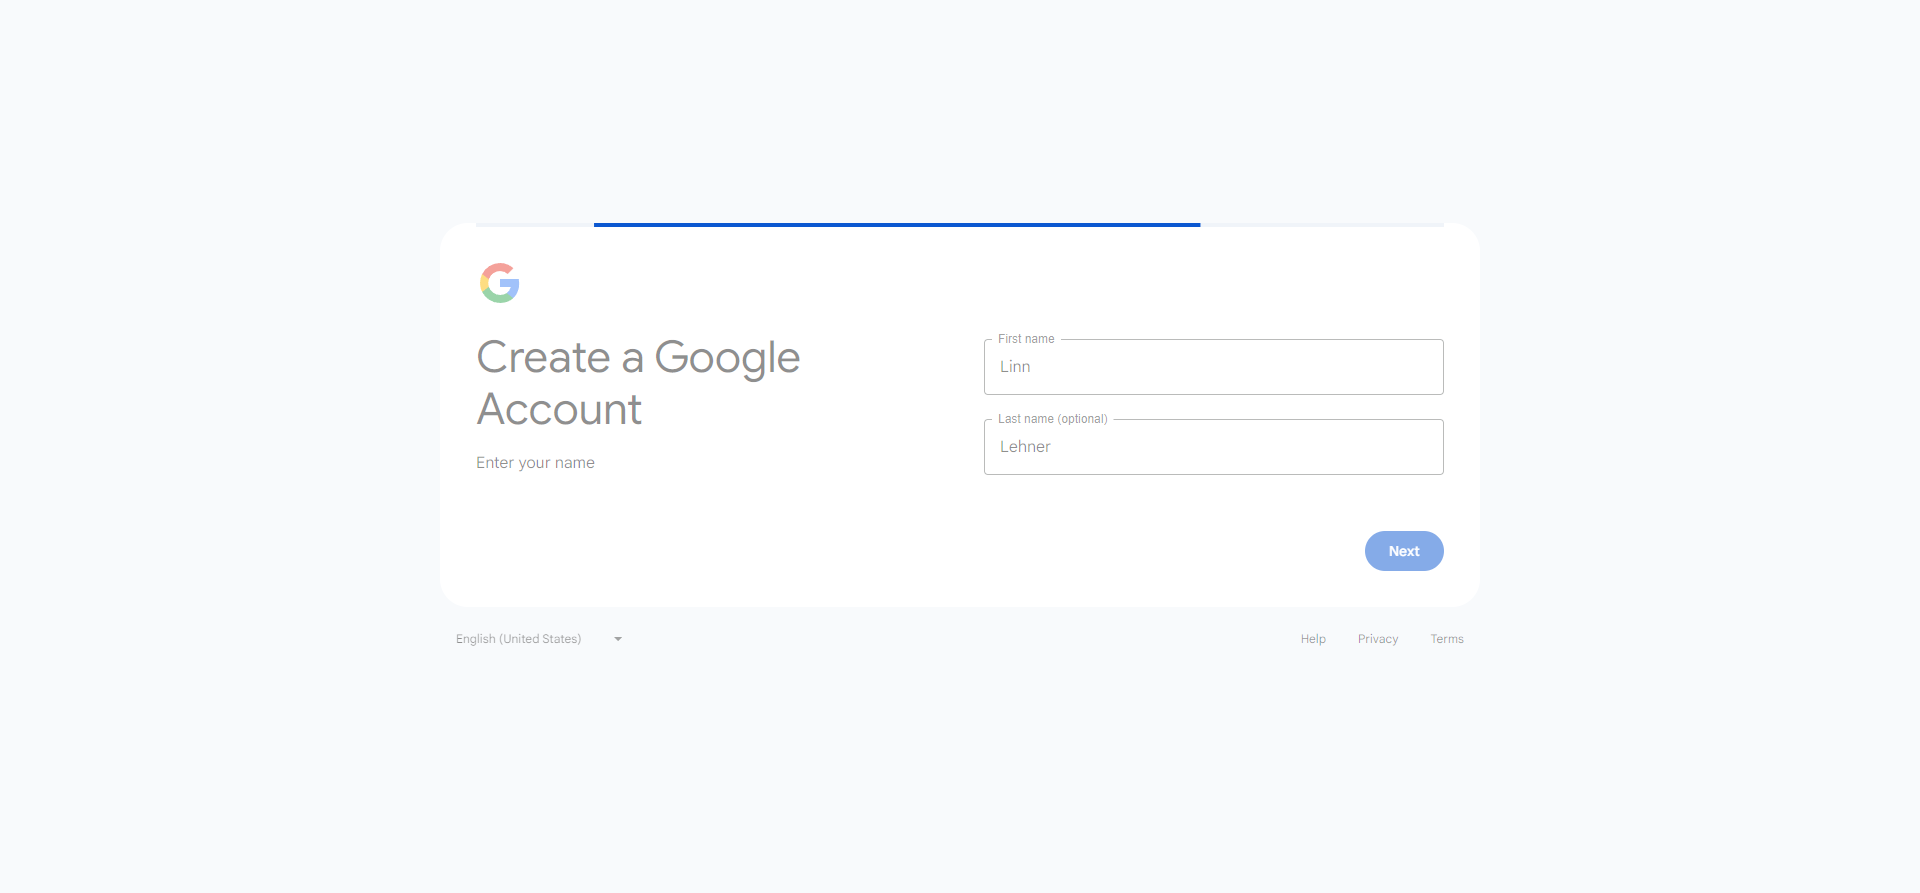 Create a Google
Account
Enter your name
First name
Linn
Last name (optional)
Lehner
Next
English (United States)
Help
Privacy
Terms